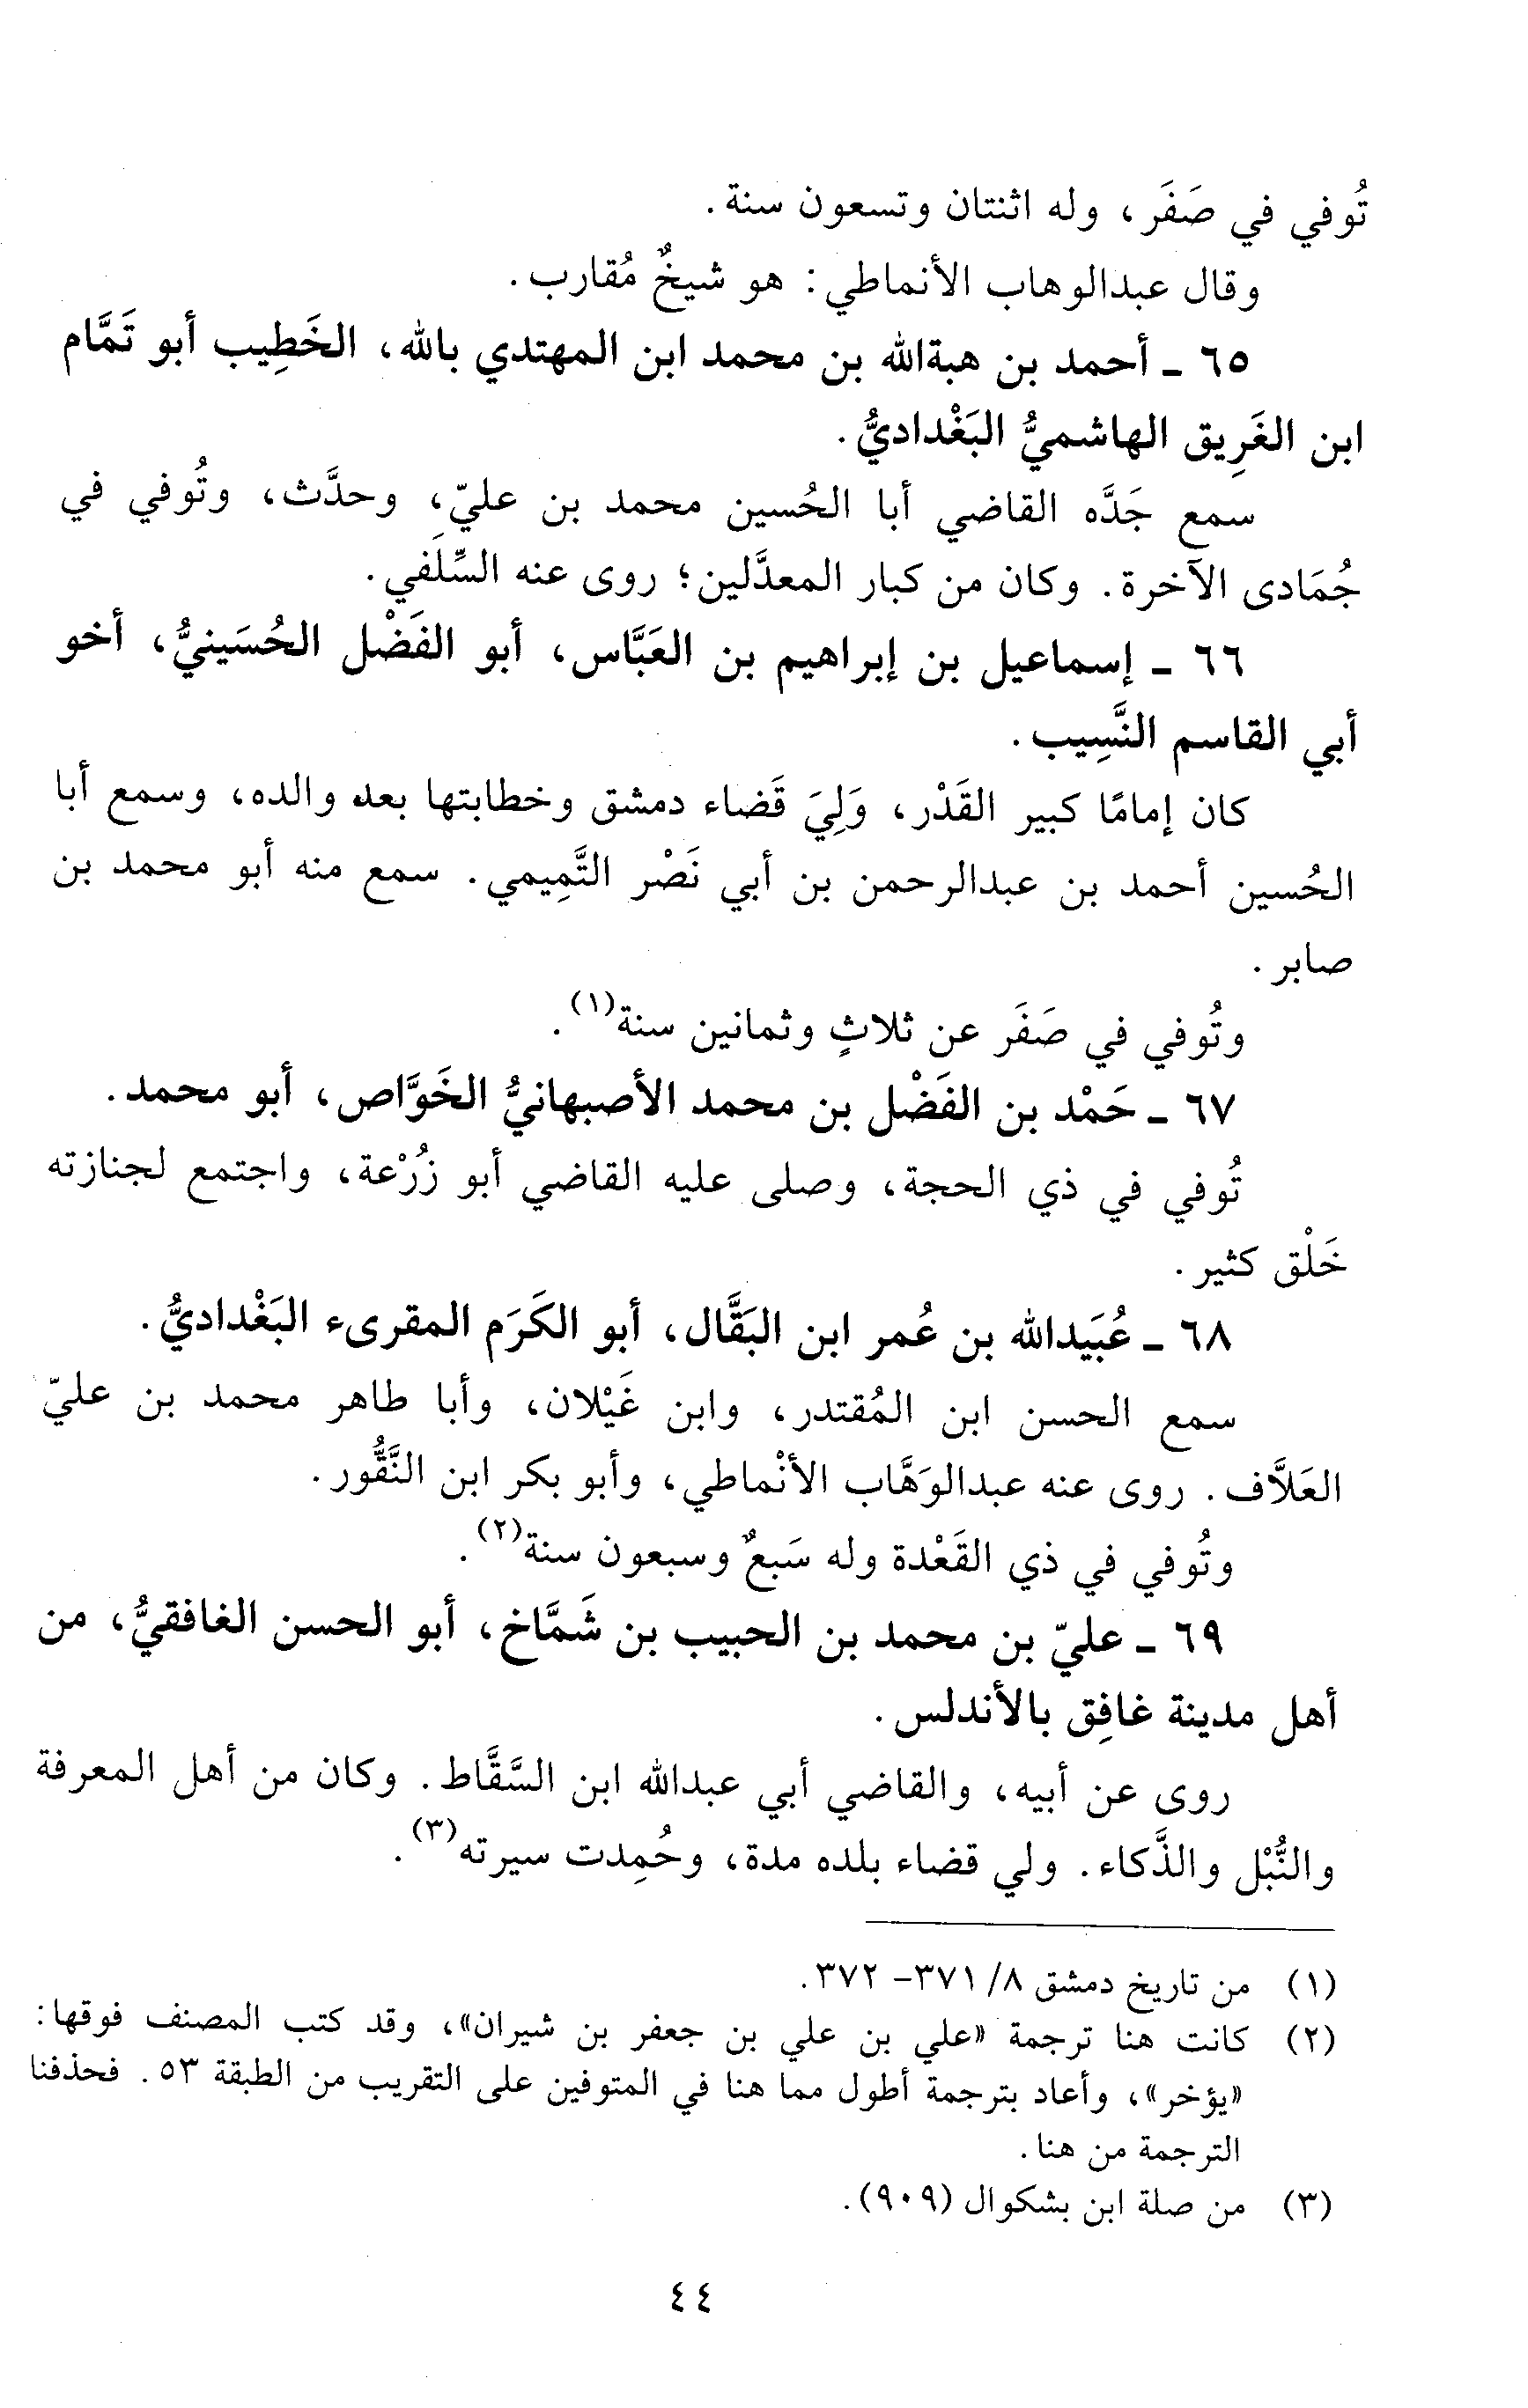 تُوفي في صَفَر، وله اثنتان وتسعون سنة.
وقال عبدالوهاب الأنماطي: هو شيخٌ مُقارب.
٦٥ ـ أحمد بن هبةالله بن محمد ابن المهتدي بالله، الخَطِيب أبو تَمَّام
ابن الغَرِيق الهاشميُّ البَغْداديُّ.
سمع جَدَّه القاضي أبا الحُسين محمد بن عليّ، وحدَّث، وتُوفي في
جُمَادى الآخرة. وكان من كبار المعدَّلين؛ روى عنه السِّلَفي.
٦٦ ـ إسماعيل بن إبراهيم بن العَبَّاس، أبو الفَضْل الحُسَينيُّ، أخو
أبي القاسم النَّسِيب.
كان إمامًا كبير القَدْر، وَلِيَ قَضاء دمشق وخطابتها بعد والده، وسمع أبا
الحُسين أحمد بن عبدالرحمن بن أبي نَصْر التَّمِيمي. سمع منه أبو محمد بن
صابر.
وتُوفي في صَفَر عن ثلاثٍ وثمانين سنة(١).
٦٧ ـ حَمْد بن الفَضْل بن محمد الأصبهانيُّ الخَوَّاص، أبو محمد.
تُوفي في ذي الحجة، وصلى عليه القاضي أبو زُرْعة، واجتمع لجنازته
خَلْق كثير.
٦٨ ـ عُبَيدالله بن عُمر ابن البَقَّال، أبو الكَرَم المقرىء البَغْداديُّ.
سمع الحسن ابن المُقتدر، وابن غَيْلان، وأبا طاهر محمد بن عليّ
العَلاَّف. روى عنه عبدالوَهَّاب الأنْماطي، وأبو بكر ابن النَّقُّور.
وتُوفي في ذي القَعْدة وله سَبعٌ وسبعون سنة(٢).
٦٩ ـ عليّ بن محمد بن الحبيب بن شَمَّاخ، أبو الحسن الغافقيُّ، من
أهل مدينة غافِق بالأندلس.
روى عن أبيه، والقاضي أبي عبدالله ابن السَّقَّاط. وكان من أهل المعرفة
والنُّبْل والذَّكاء. ولي قضاء بلده مدة، وحُمِدت سيرته(٣).
(١) من تاريخ دمشق ٨/ ٣٧١- ٣٧٢.
(٢) كانت هنا ترجمة «علي بن علي بن جعفر بن شيران»، وقد كتب المصنف فوقها:
«يؤخر»، وأعاد بترجمة أطول مما هنا في المتوفين على التقريب من الطبقة ٥٣. فحذفنا
الترجمة من هنا.
(٣) من صلة ابن بشكوال (٩٠٩).
٤٤